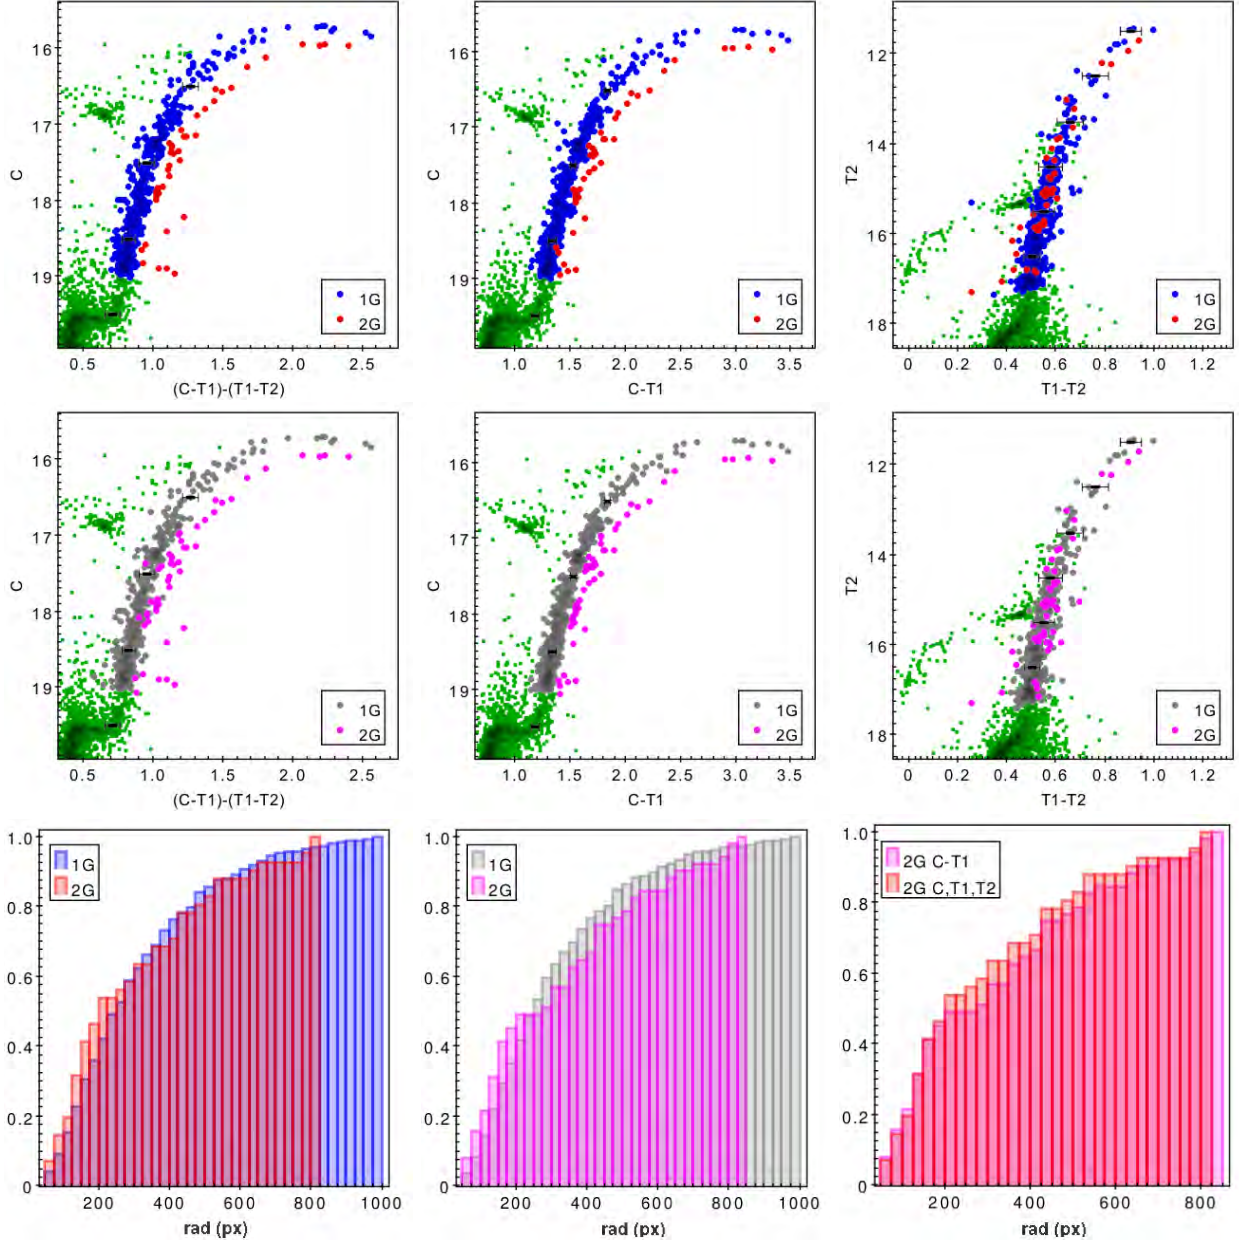 16
17
18
19
C
0.5 1.0 1.5 2.0 2.5
(C-T1)-(T1-T2)
1G
2G
16
17
18
19
C
1.0 1.5 2.0 2.5 3.0 3.5
C-T1
1G
2G
12
14
16
18
T2
0 0.2 0.4 0.6 0.8 1.0 1.2
T1-T2
1G
2G
16
17
18
19
C
0.5 1.0 1.5 2.0 2.5
(C-T1)-(T1-T2)
1G
2G
16
17
18
19
C
1.0 1.5 2.0 2.5 3.0 3.5
C-T1
1G
2G
12
14
16
18
T2
0 0.2 0.4 0.6 0.8 1.0 1.2
T1-T2
1G
2G
1.0
0.8
0.6
0.4
0.2
0
1G
2G
200 400 600 800 1000
rad (px)
1.0
0.8
0.6
0.4
0.2
0
1G
2G
200 400 600 800 1000
rad (px)
1.0
0.8
0.6
0.4
0.2
0
2G C-T1
2G C,T1,T2
200 400 600 800
rad (px)